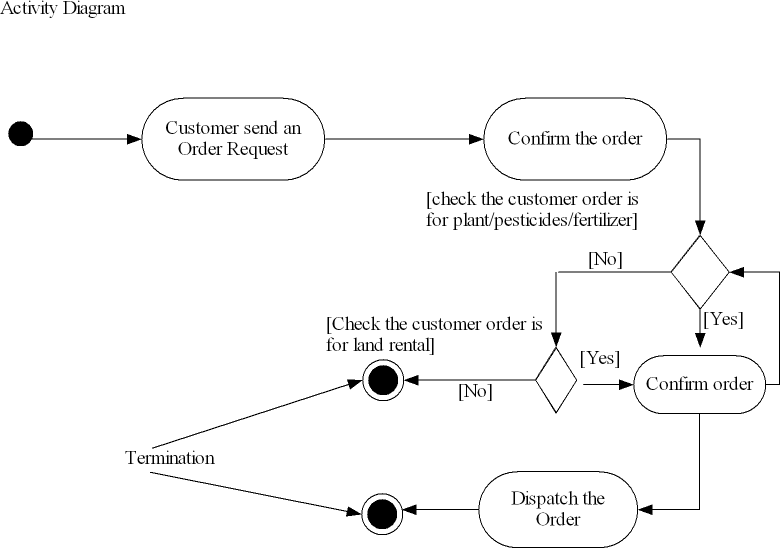 Activity Diagram
Customer send an
Order Request
Confirm the order
[check the customer order is
for plant/pesticides/fertilizer]
[No]
[Yes]
[Check the customer order is
for land rental]
[Yes]
[No]
Confirm order
Termination
Dispatch the
Order